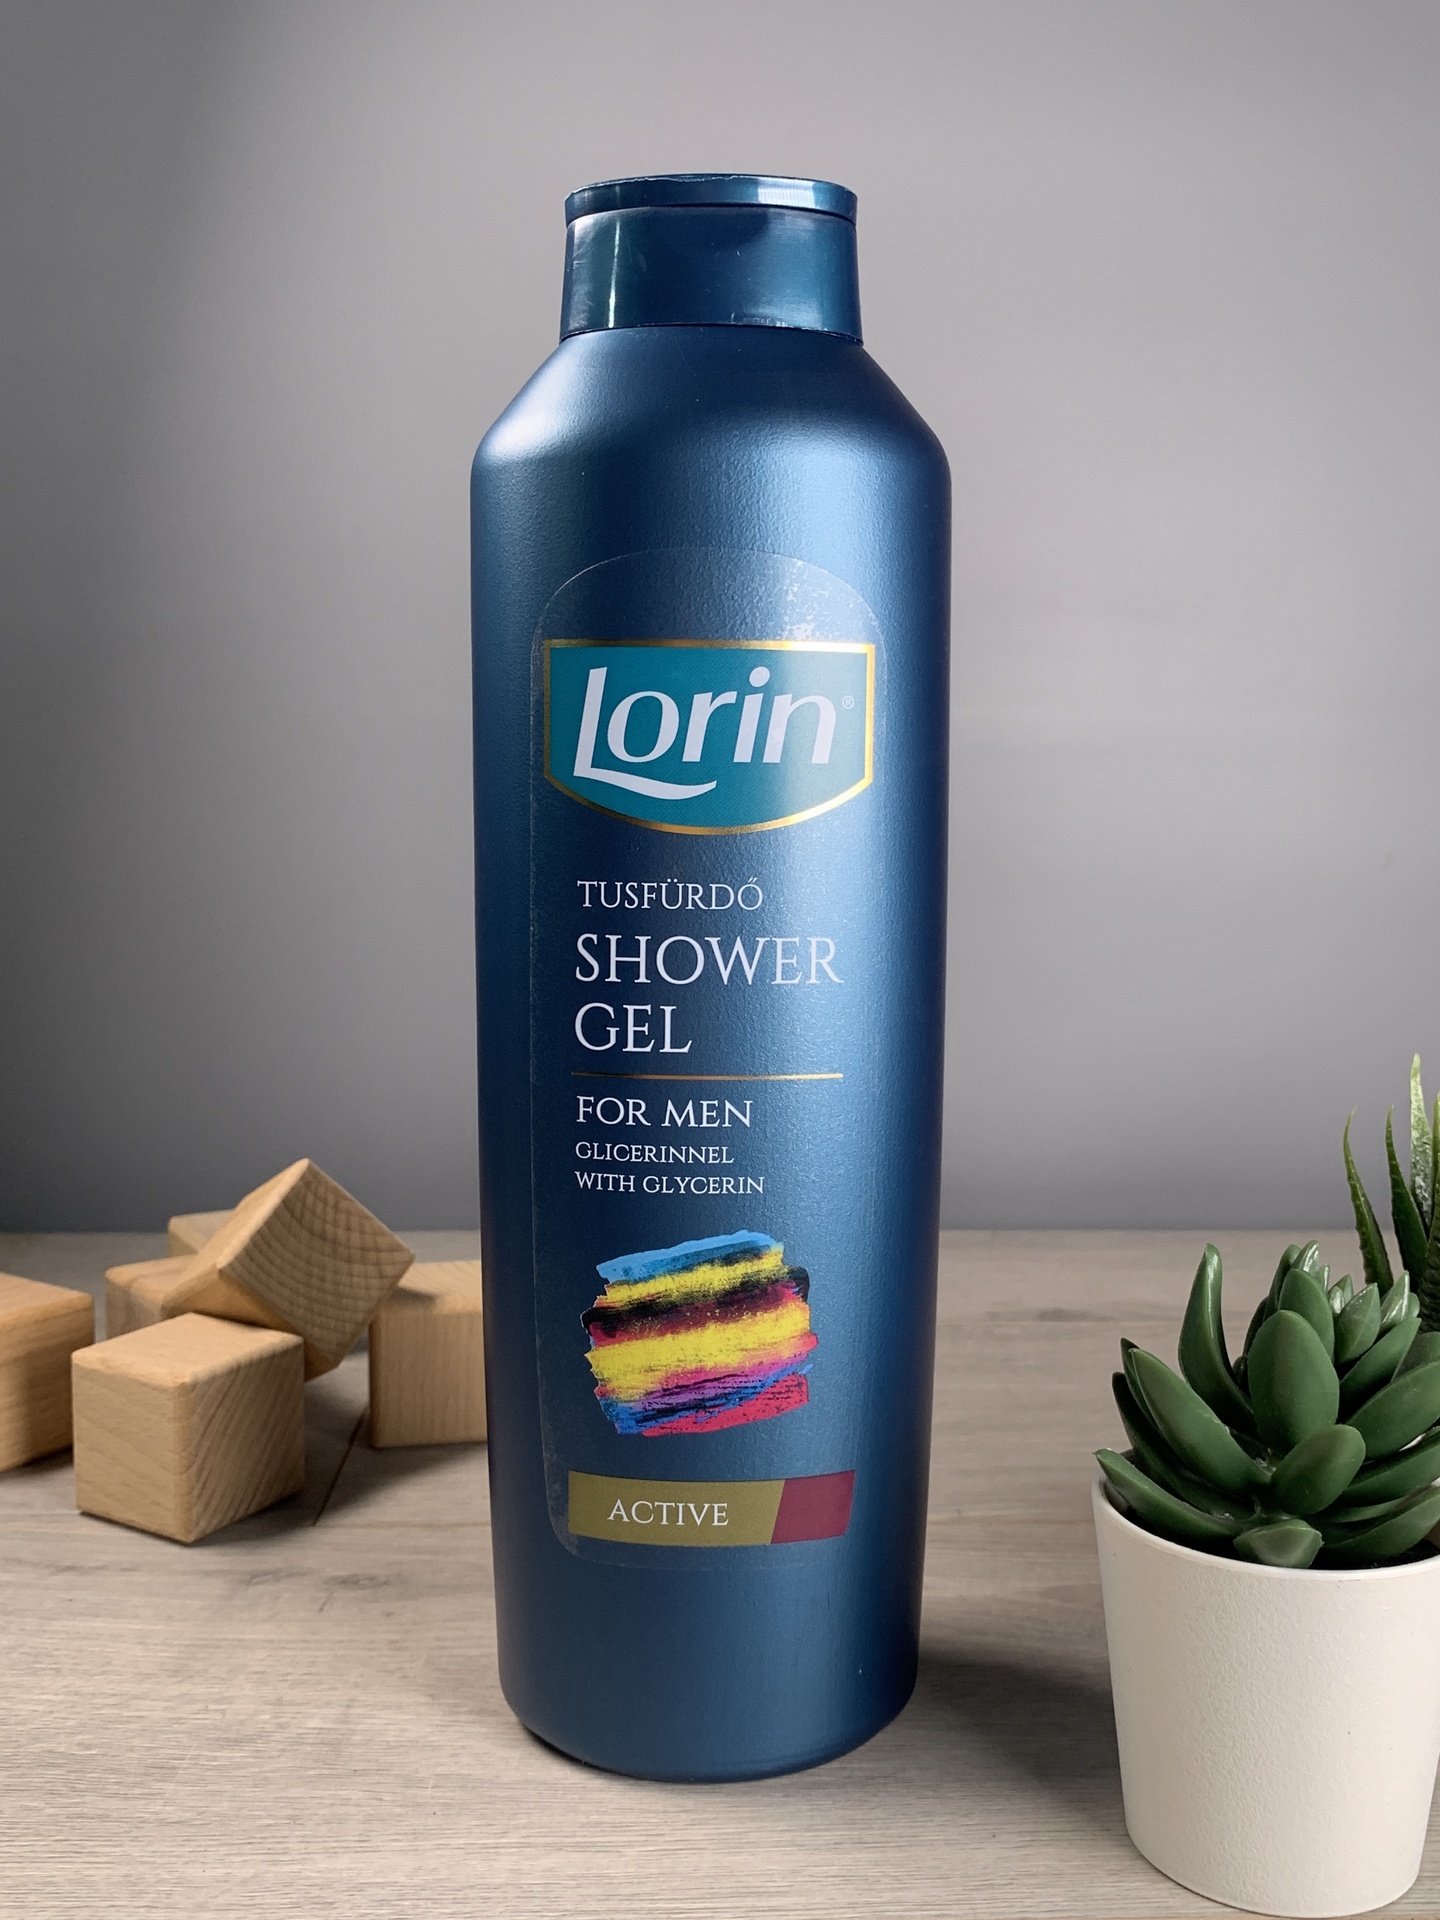 Lorin®
TUSFÜRDŐ
SHOWER
GEL
FOR MEN
GLICERINNEL
WITH GLYCERIN
ACTIVE